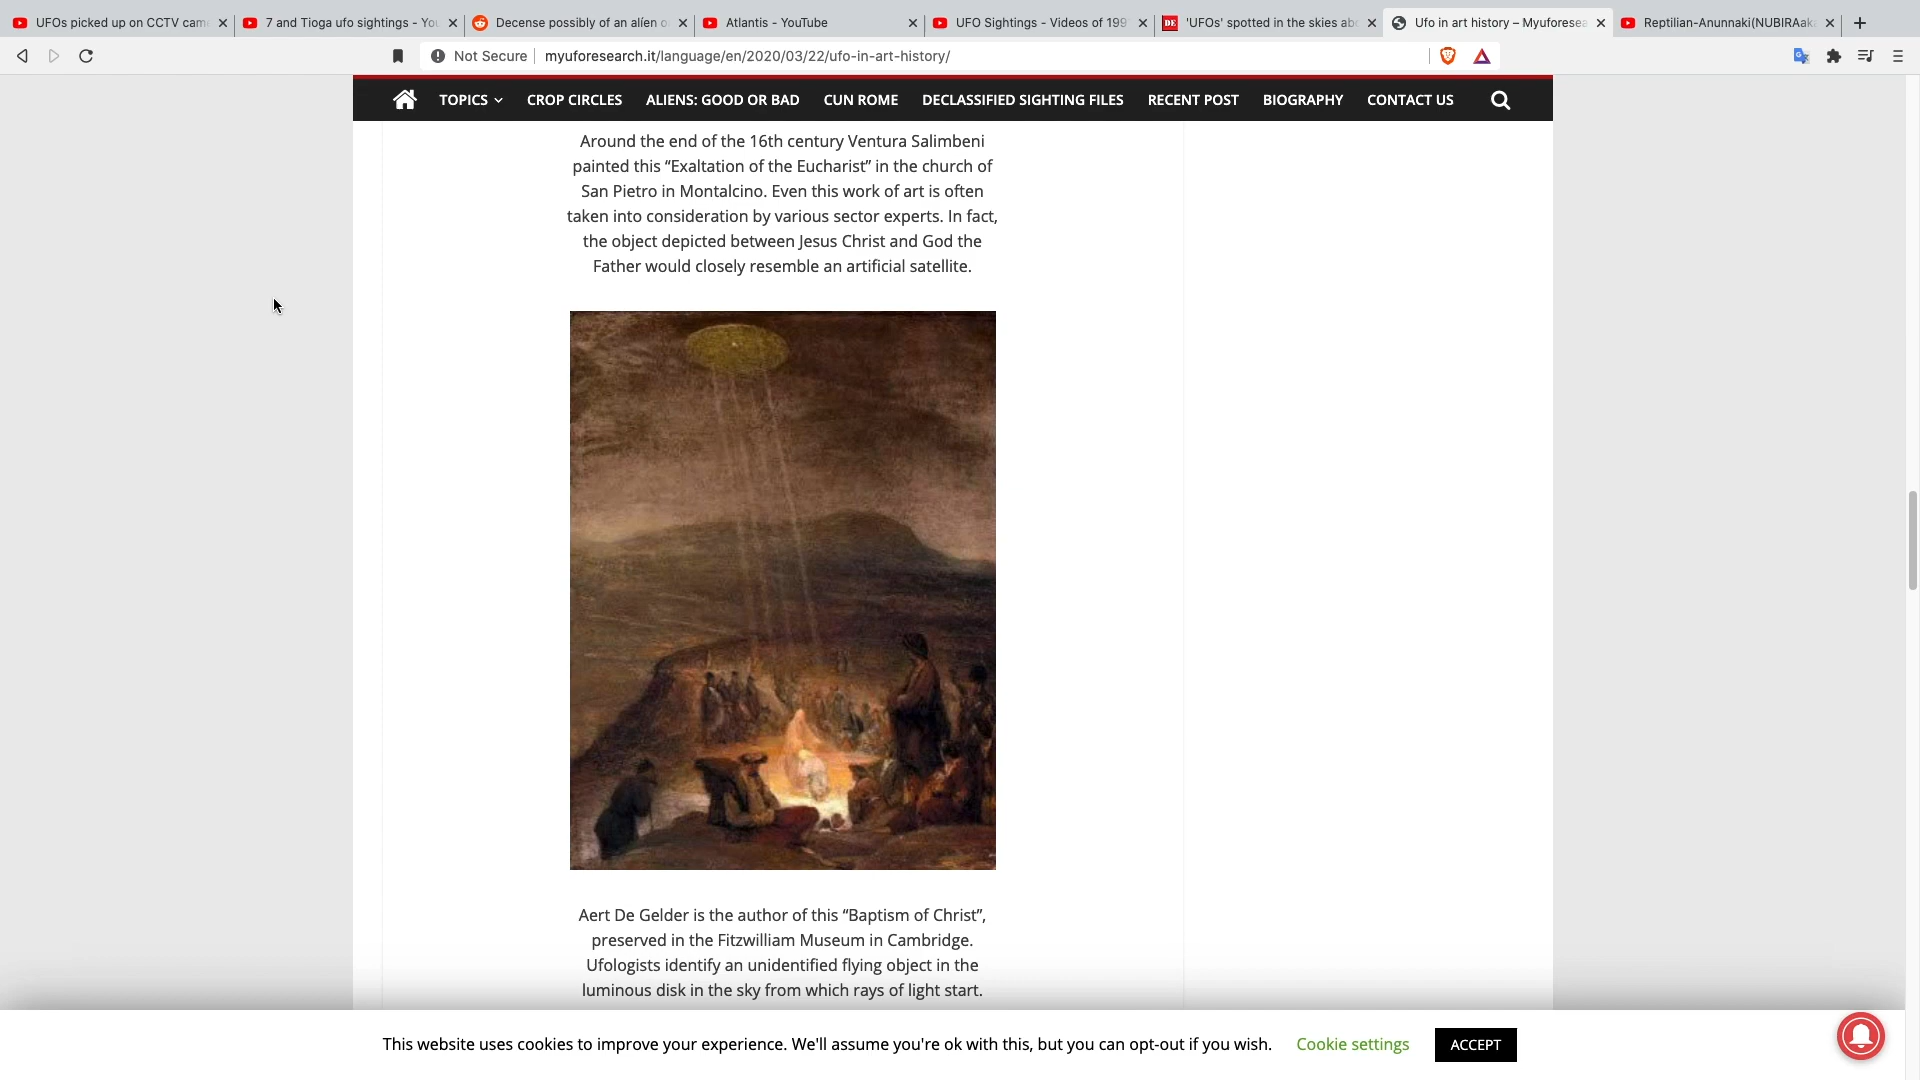 UFOs picked up on CCTV cam
7 and Tioga ufo sightings - You
Decense possibly of an alien o
Atlantis - YouTube
UFO Sightings - Videos of 199
DE
'UFOs' spotted in the skies abo
Ufo in art history – Myuforesea
Reptilian-Anunnaki(NUBIRAak
Not Secure
myuforesearch.it/language/en/2020/03/22/ufo-in-art-history/
TOPICS CROP CIRCLES ALIENS: GOOD OR BAD CUN ROME DECLASSIFIED SIGHTING FILES RECENT POST BIOGRAPHY CONTACT US
Around the end of the 16th century Ventura Salimbeni
painted this “Exaltation of the Eucharist” in the church of
San Pietro in Montalcino. Even this work of art is often
taken into consideration by various sector experts. In fact,
the object depicted between Jesus Christ and God the
Father would closely resemble an artificial satellite.
Aert De Gelder is the author of this “Baptism of Christ”,
preserved in the Fitzwilliam Museum in Cambridge.
Ufologists identify an unidentified flying object in the
luminous disk in the sky from which rays of light start.
This website uses cookies to improve your experience. We'll assume you're ok with this, but you can opt-out if you wish. Cookie settings ACCEPT